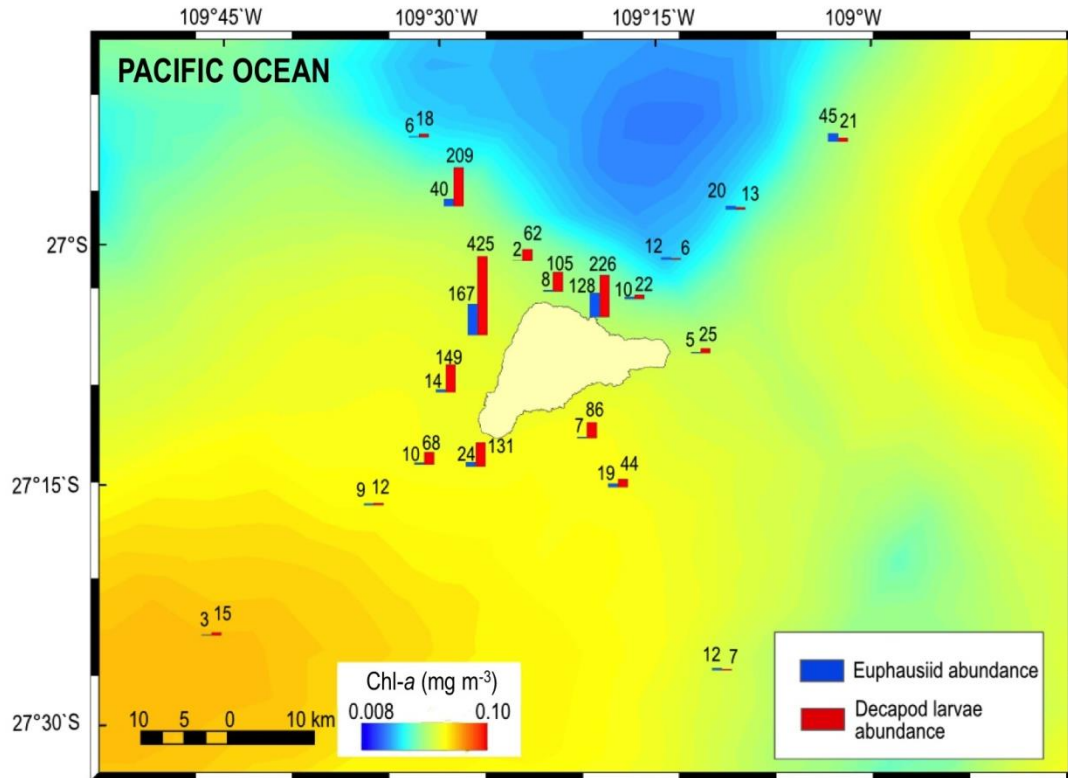 109°45'W 109°30'W 109°15'W 109°W
PACIFIC OCEAN
6 18
45 21
209
40
20 13
27°S
2 62
12 6
425
8 105
128 226
10 22
167
5 25
149
14
86
7
10 68
24 131
19 44
27°15'S
9 12
3 15
12 7
Chl-a (mg m-3)
0.008 0.10
Euphausiid abundance
Decapod larvae
abundance
27°30'S
10 5 0 10 km